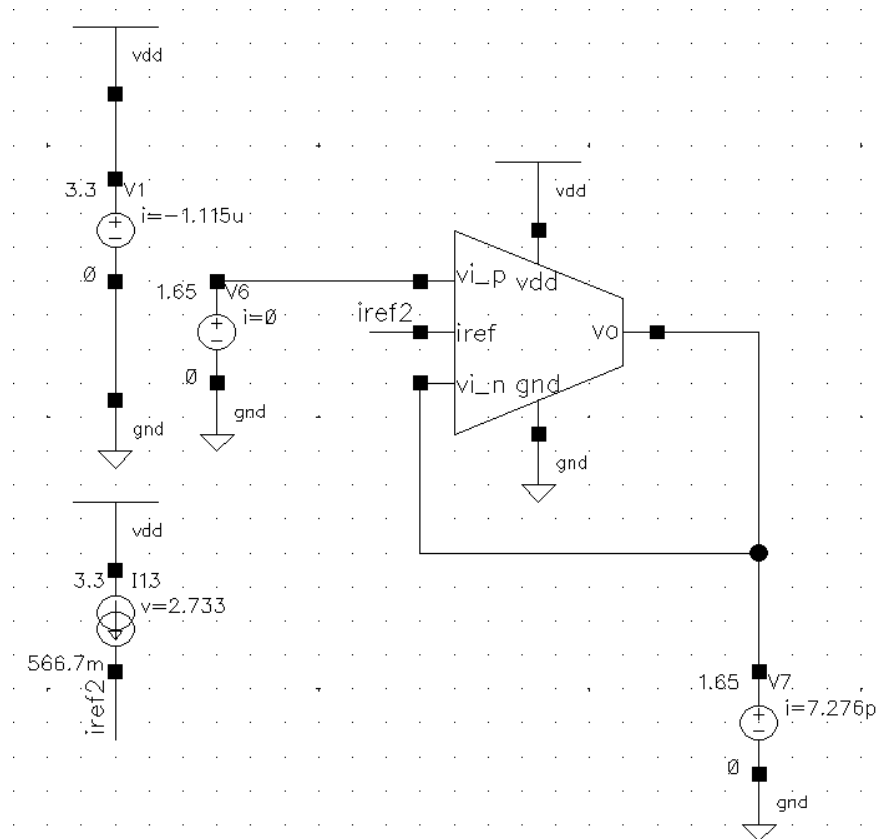 vdd
3.3 V1
i=-1.115u
0
gnd
1.65 V6
i=0
0
gnd
vdd
vi_p vdd
iref2 iref vo
vi_n gnd
gnd
vdd
3.3 I13
v=2.733
566.7m
iref2
1.65 V7
i=7.276p
0
gnd